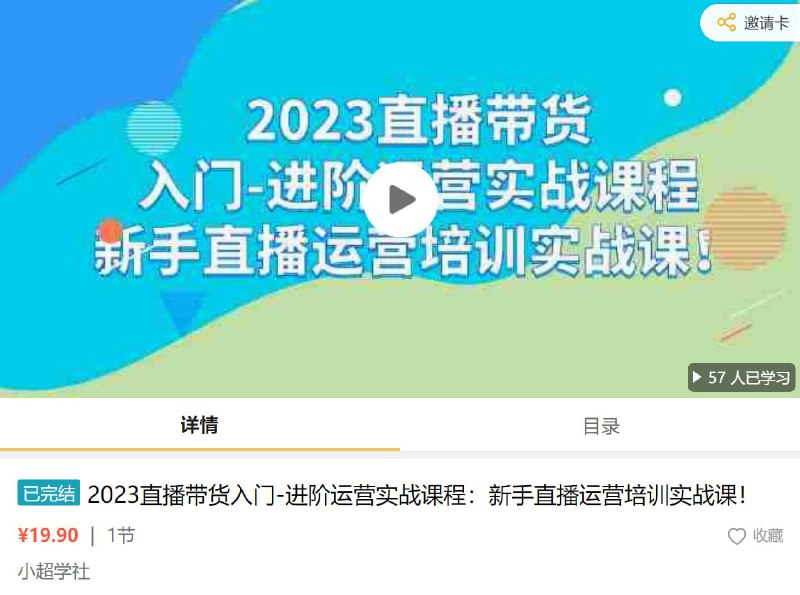 邀请卡
2023直播带货
入门-进阶运营实战课程
新手直播运营培训实战课!
57 人已学习
详情
目录
已完结 2023直播带货入门-进阶运营实战课程：新手直播运营培训实战课！
¥19.90 | 1节
收藏
小超学社